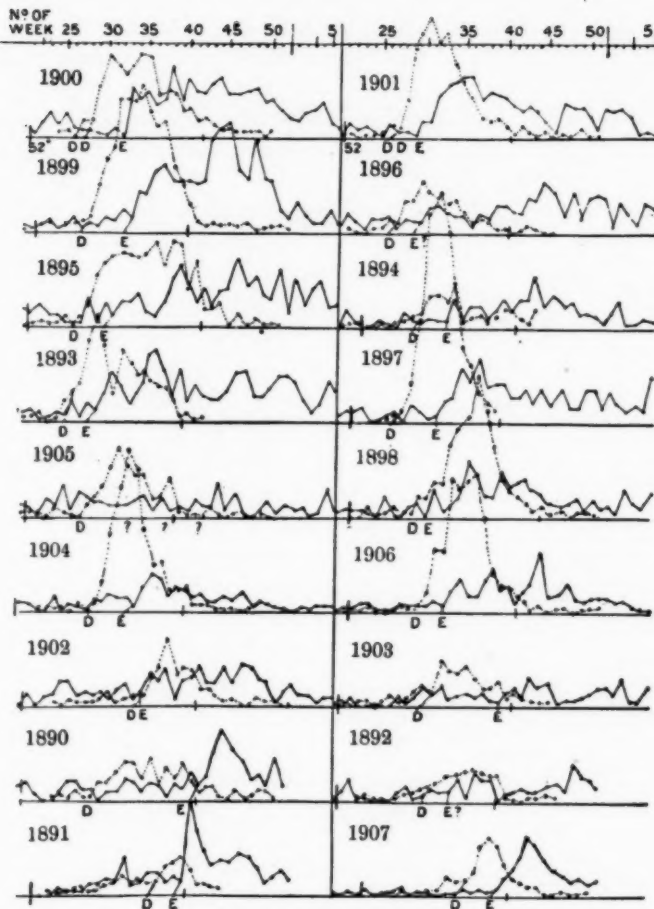 Nº OF
WEEK 25 30 35 40 45 50 5 25 30 35 40 45 50 5
1900 1901
52 D D E 52 D D E
1899 1896
D E D E
1895 1894
D E D E
1893 1897
D E D E
1905 1898
D ? ? ? D E
1904 1906
D E D E
1902 1903
D E D E
1890 1892
D E D E?
1891 1907
D E D E